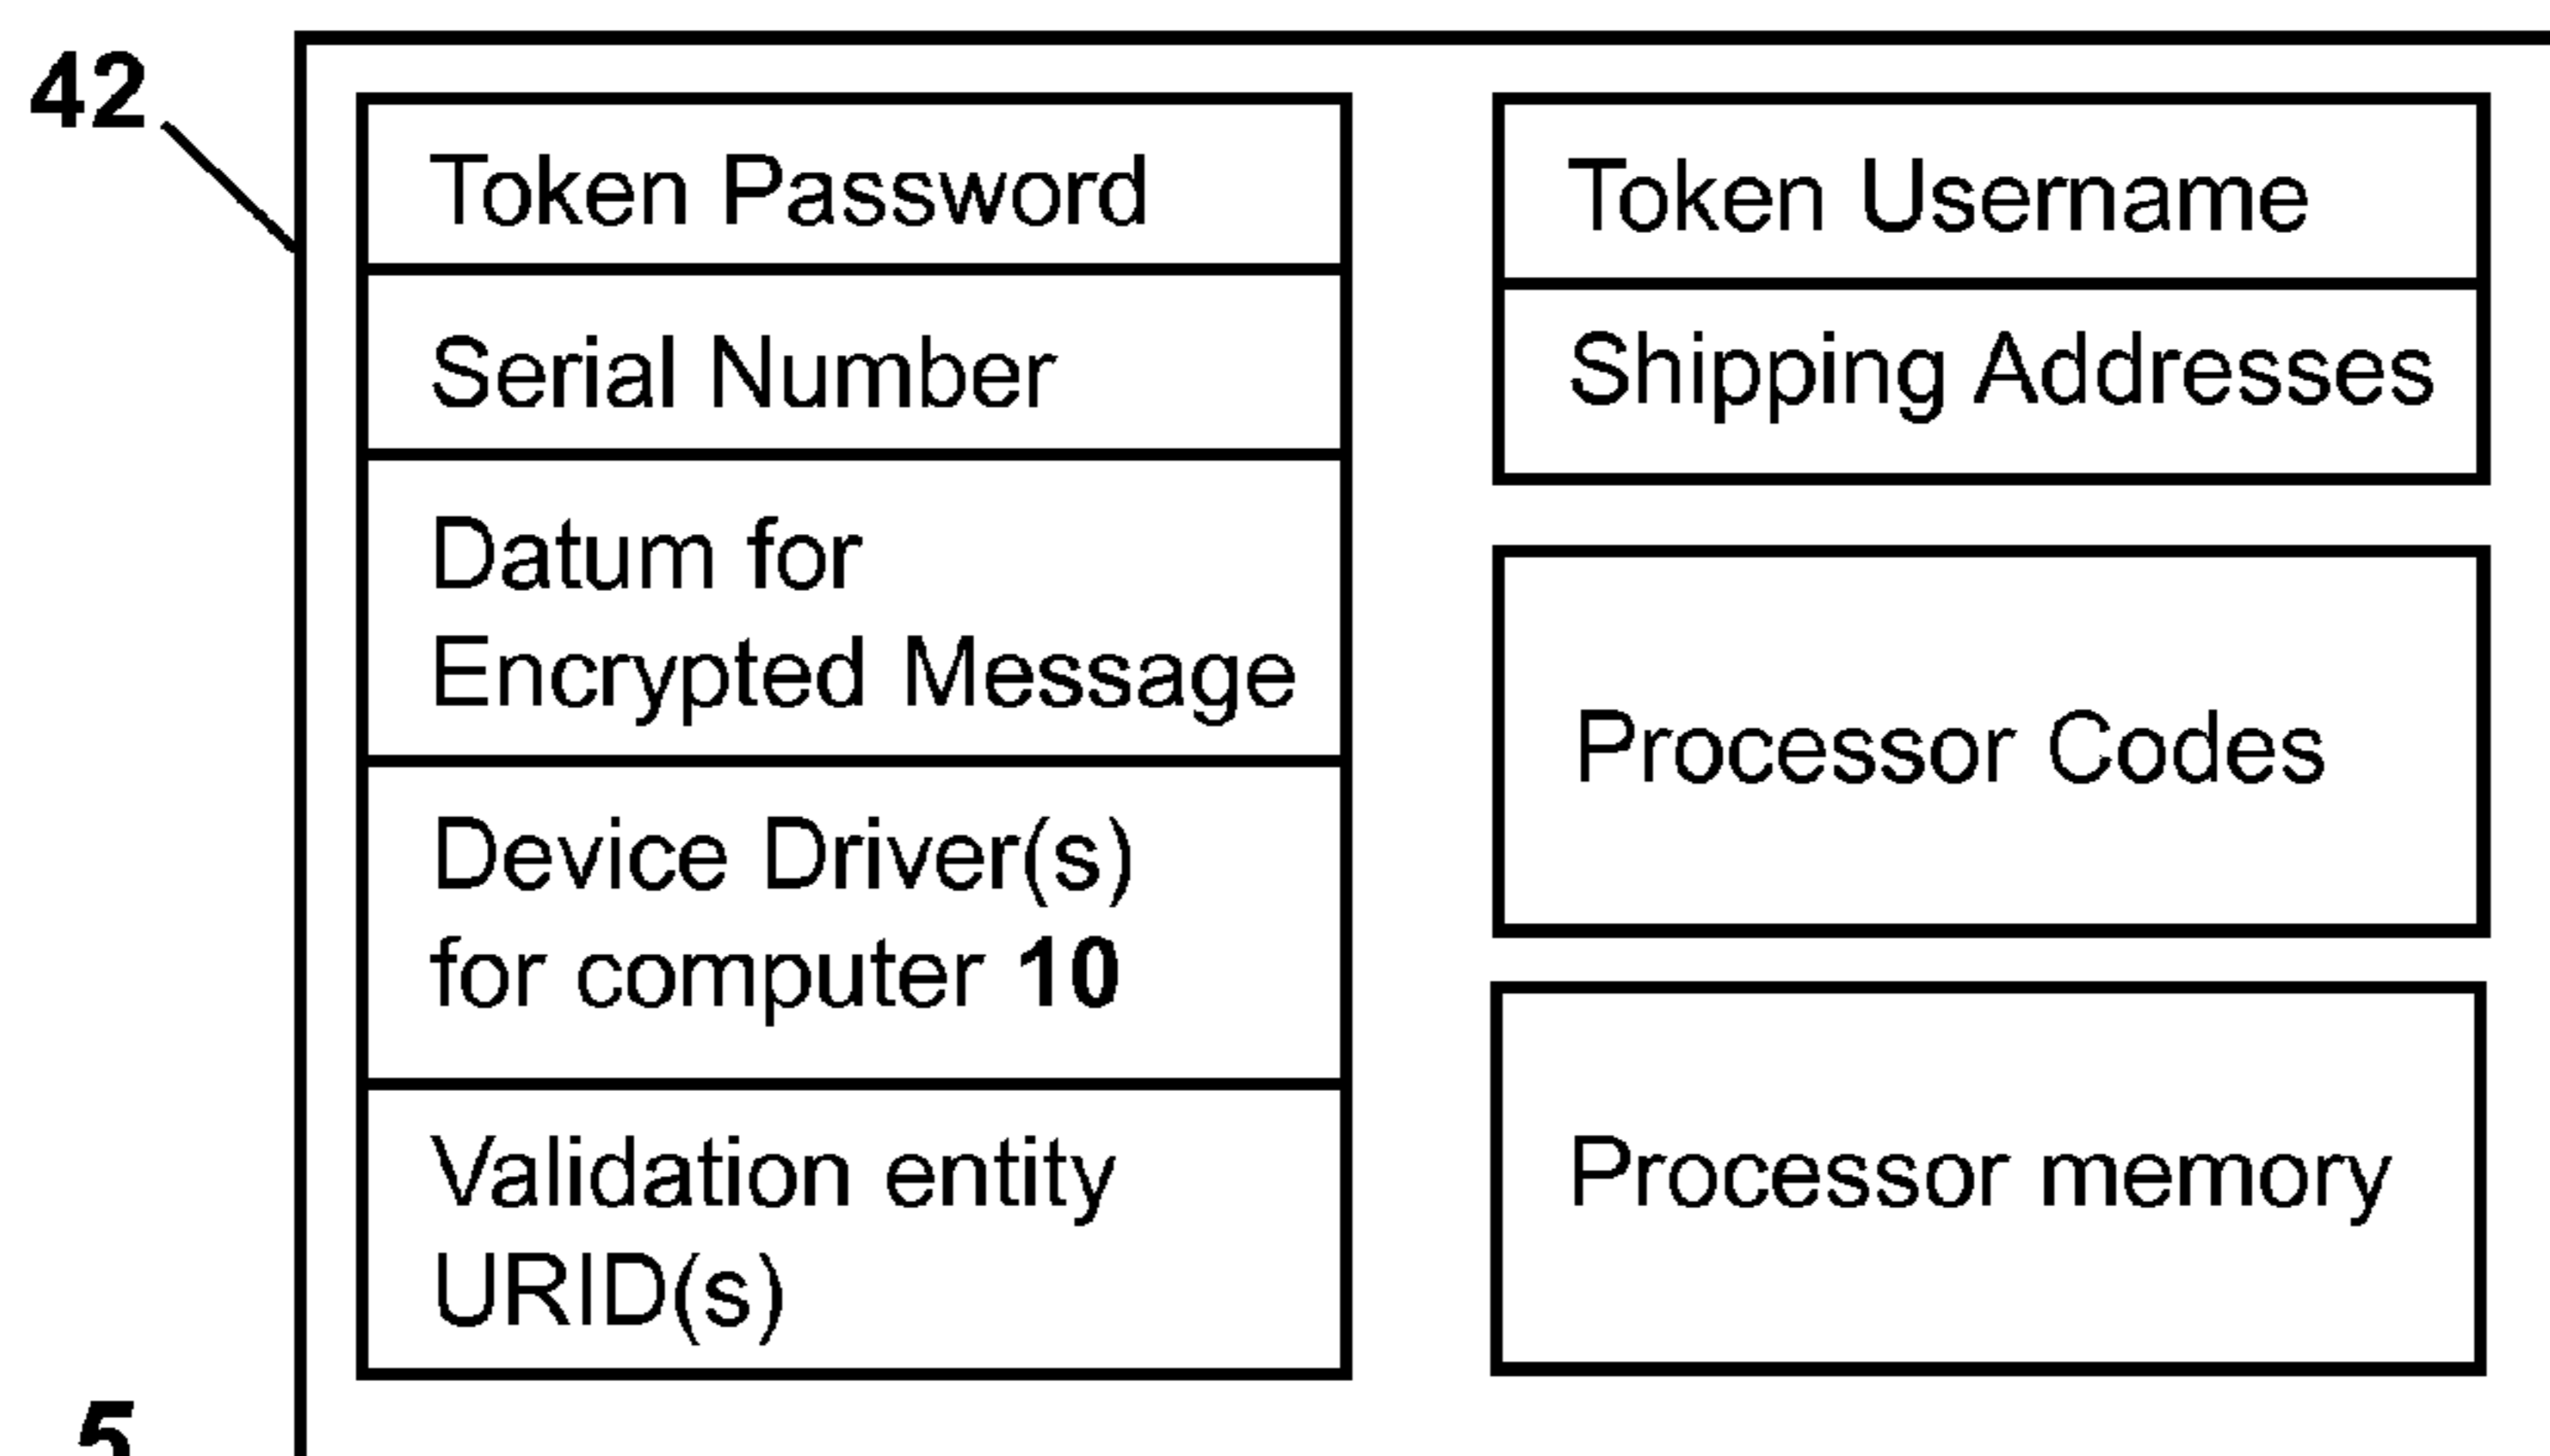 42
Token Password
Serial Number
Datum for
Encrypted Message
Device Driver(s)
for computer 10
Validation entity
URID(s)
Token Username
Shipping Addresses
Processor Codes
Processor memory
5